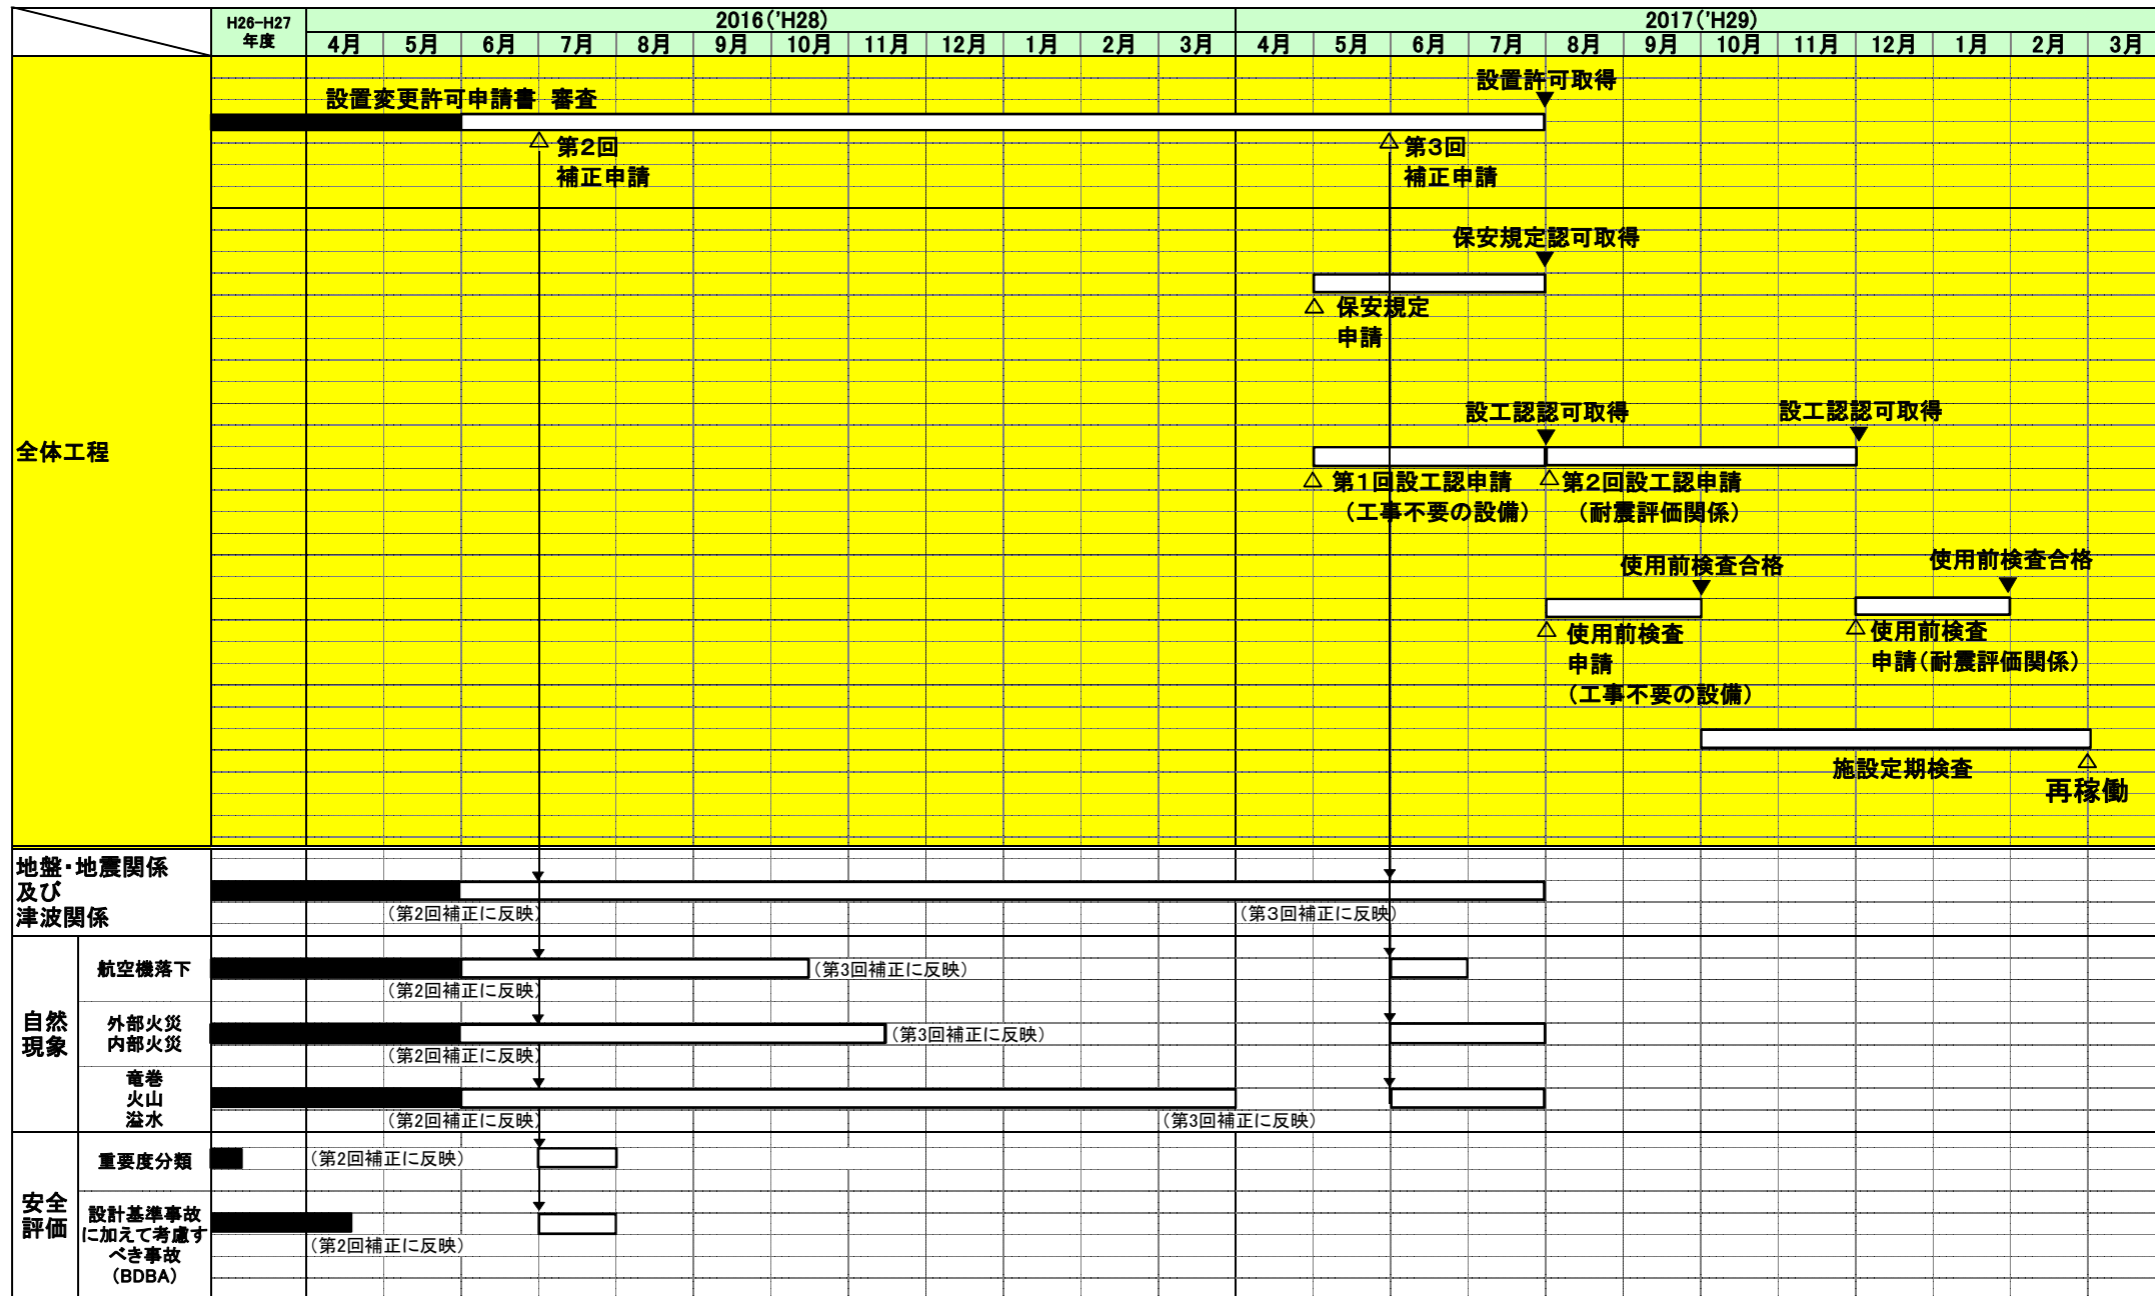 H26-H27
年度
2016('H28)
2017('H29)
4月 5月 6月 7月 8月 9月 10月 11月 12月 1月 2月 3月 4月 5月 6月 7月 8月 9月 10月 11月 12月 1月 2月 3月
全体工程
設置変更許可申請書 審査
設置許可取得
第2回
補正申請
第3回
補正申請
保安規定認可取得
保安規定
申請
設工認認可取得
設工認認可取得
第1回設工認申請
(工事不要の設備)
第2回設工認申請
(耐震評価関係)
使用前検査合格
使用前検査合格
使用前検査
申請
(工事不要の設備)
使用前検査
申請(耐震評価関係)
施設定期検査
再稼働
地盤・地震関係
及び
津波関係
(第2回補正に反映)
(第3回補正に反映)
自然
現象
航空機落下
(第3回補正に反映)
(第2回補正に反映)
外部火災
内部火災
(第3回補正に反映)
(第2回補正に反映)
竜巻
火山
溢水
(第2回補正に反映)
(第3回補正に反映)
安全
評価
重要度分類
(第2回補正に反映)
設計基準事故
に加えて考慮す
べき事故
(BDBA)
(第2回補正に反映)